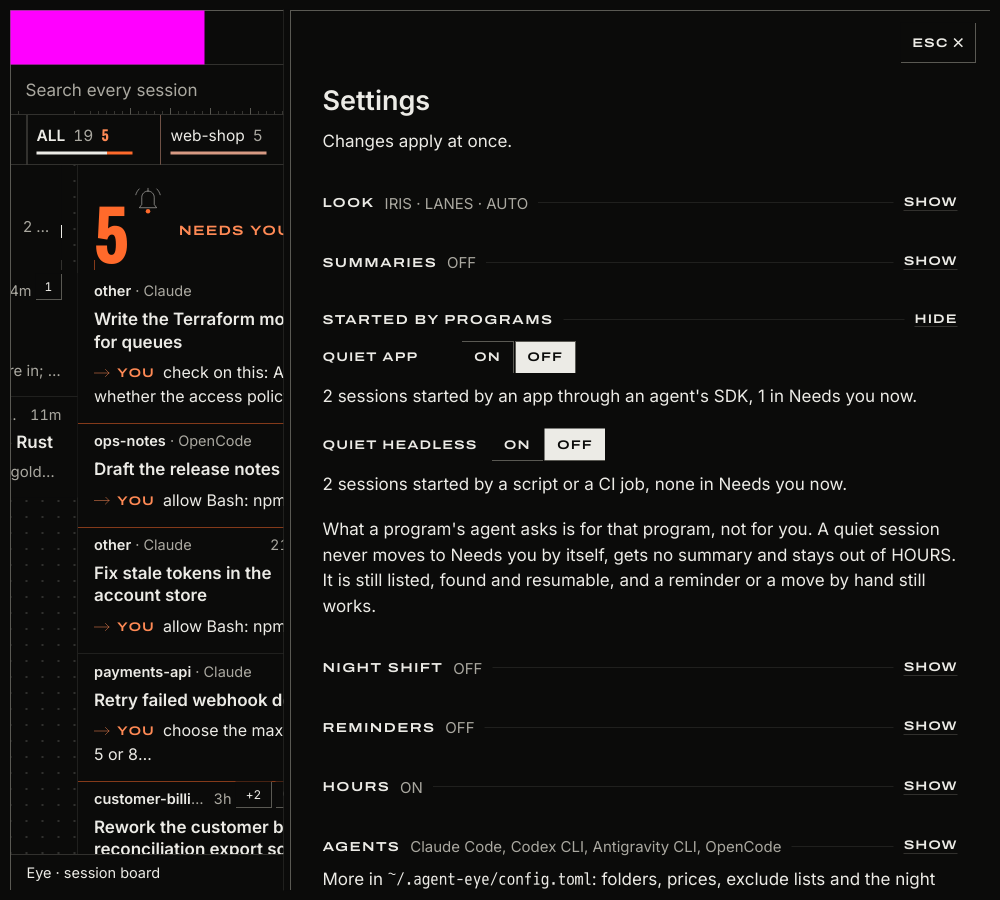 Search every session
ALL 19 5
web-shop 5
2 ...
4m 1
re in; ...
. 11m
Rust
gold...
5
NEEDS YOU
other · Claude
Write the Terraform mo
for queues
→ YOU check on this: A
whether the access polic
ops-notes · OpenCode
Draft the release notes
→ YOU allow Bash: npm
other · Claude 21
Fix stale tokens in the
account store
→ YOU allow Bash: npm
payments-api · Claude
Retry failed webhook d
→ YOU choose the max
5 or 8...
customer-billi... 3h +2
Rework the customer b
reconciliation export sc
Eye · session board
ESC ×
Settings
Changes apply at once.
LOOK IRIS · LANES · AUTO SHOW
SUMMARIES OFF SHOW
STARTED BY PROGRAMS HIDE
QUIET APP ON OFF
2 sessions started by an app through an agent's SDK, 1 in Needs you now.
QUIET HEADLESS ON OFF
2 sessions started by a script or a CI job, none in Needs you now.
What a program's agent asks is for that program, not for you. A quiet session
never moves to Needs you by itself, gets no summary and stays out of HOURS.
It is still listed, found and resumable, and a reminder or a move by hand still
works.
NIGHT SHIFT OFF SHOW
REMINDERS OFF SHOW
HOURS ON SHOW
AGENTS Claude Code, Codex CLI, Antigravity CLI, OpenCode SHOW
More in ~/.agent-eye/config.toml: folders, prices, exclude lists and the night